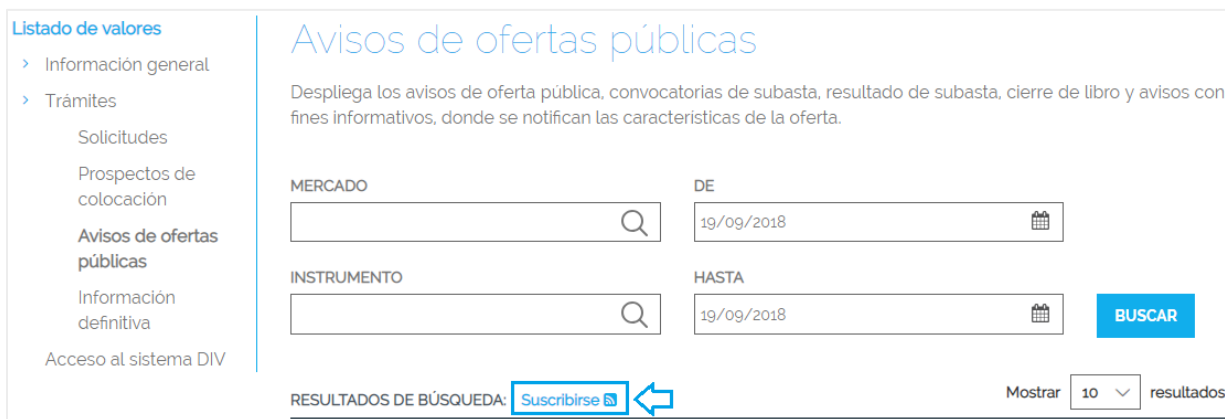 Listado de valores
Información general
Trámites
Solicitudes
Prospectos de
colocación
Avisos de ofertas
públicas
Información
definitiva
Acceso al sistema DIV
Avisos de ofertas públicas
Despliega los avisos de oferta pública, convocatorias de subasta, resultado de subasta, cierre de libro y avisos con
fines informativos, donde se notifican las características de la oferta.
MERCADO
DE
19/09/2018
INSTRUMENTO
HASTA
19/09/2018
BUSCAR
RESULTADOS DE BÚSQUEDA: Suscribirse
Mostrar 10 resultados